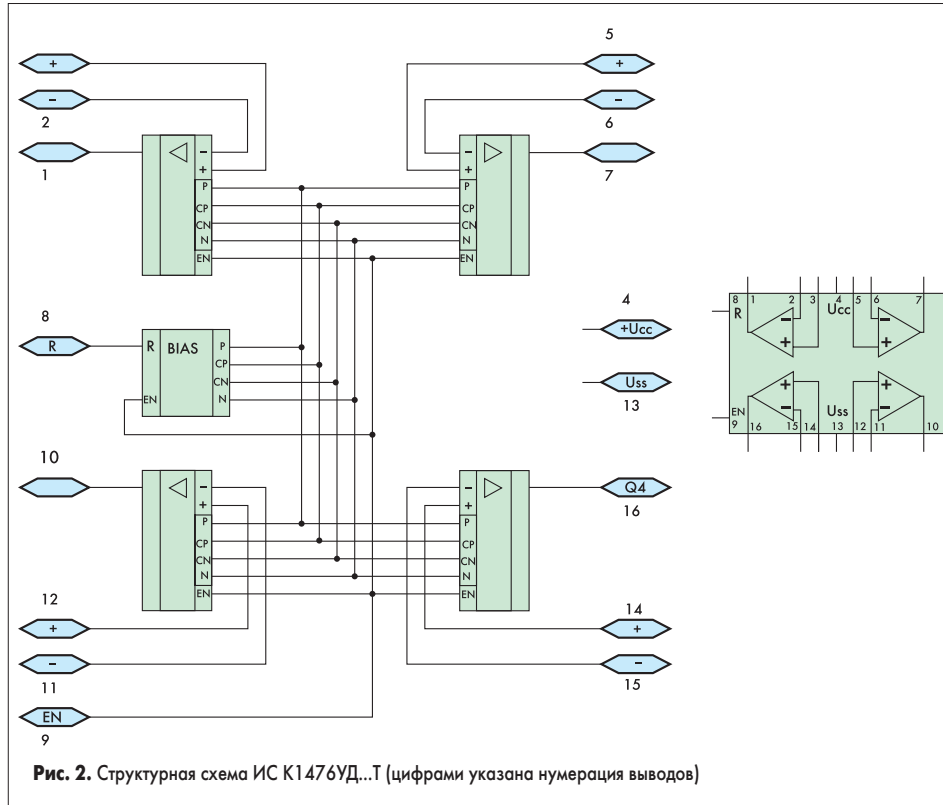 +
5
+
−
2
−
6
1
7
−
+
P
CP
CN
N
EN
−
+
P
CP
CN
N
EN
8
R
R
BIAS
EN
P
CP
CN
N
4
+Ucc
Uss
13
8
R
1
2
3
4
Ucc
5
6
7
−
+
−
+
+
−
+
−
Uss
EN
9
16
15
14
13
12
11
10
10
−
+
P
CP
CN
N
EN
−
+
P
CP
CN
N
EN
Q4
16
12
+
−
11
14
+
−
15
EN
9
Рис. 2. Структурная схема ИС К1476УД...Т (цифрами указана нумерация выводов)